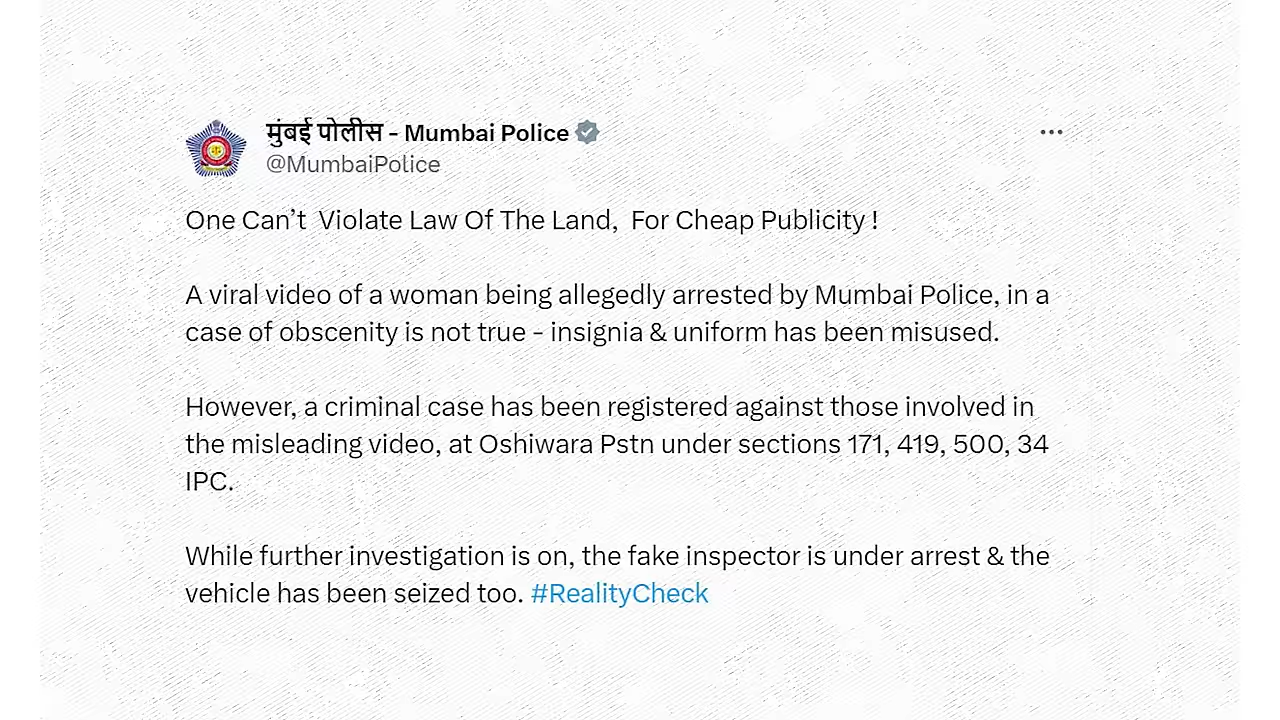 मुंबई पोलीस - Mumbai Police
@MumbaiPolice
One Can’t  Violate Law Of The Land,  For Cheap Publicity !
A viral video of a woman being allegedly arrested by Mumbai Police, in a
case of obscenity is not true - insignia & uniform has been misused.
However, a criminal case has been registered against those involved in
the misleading video, at Oshiwara Pstn under sections 171, 419, 500, 34
IPC.
While further investigation is on, the fake inspector is under arrest & the
vehicle has been seized too. #RealityCheck